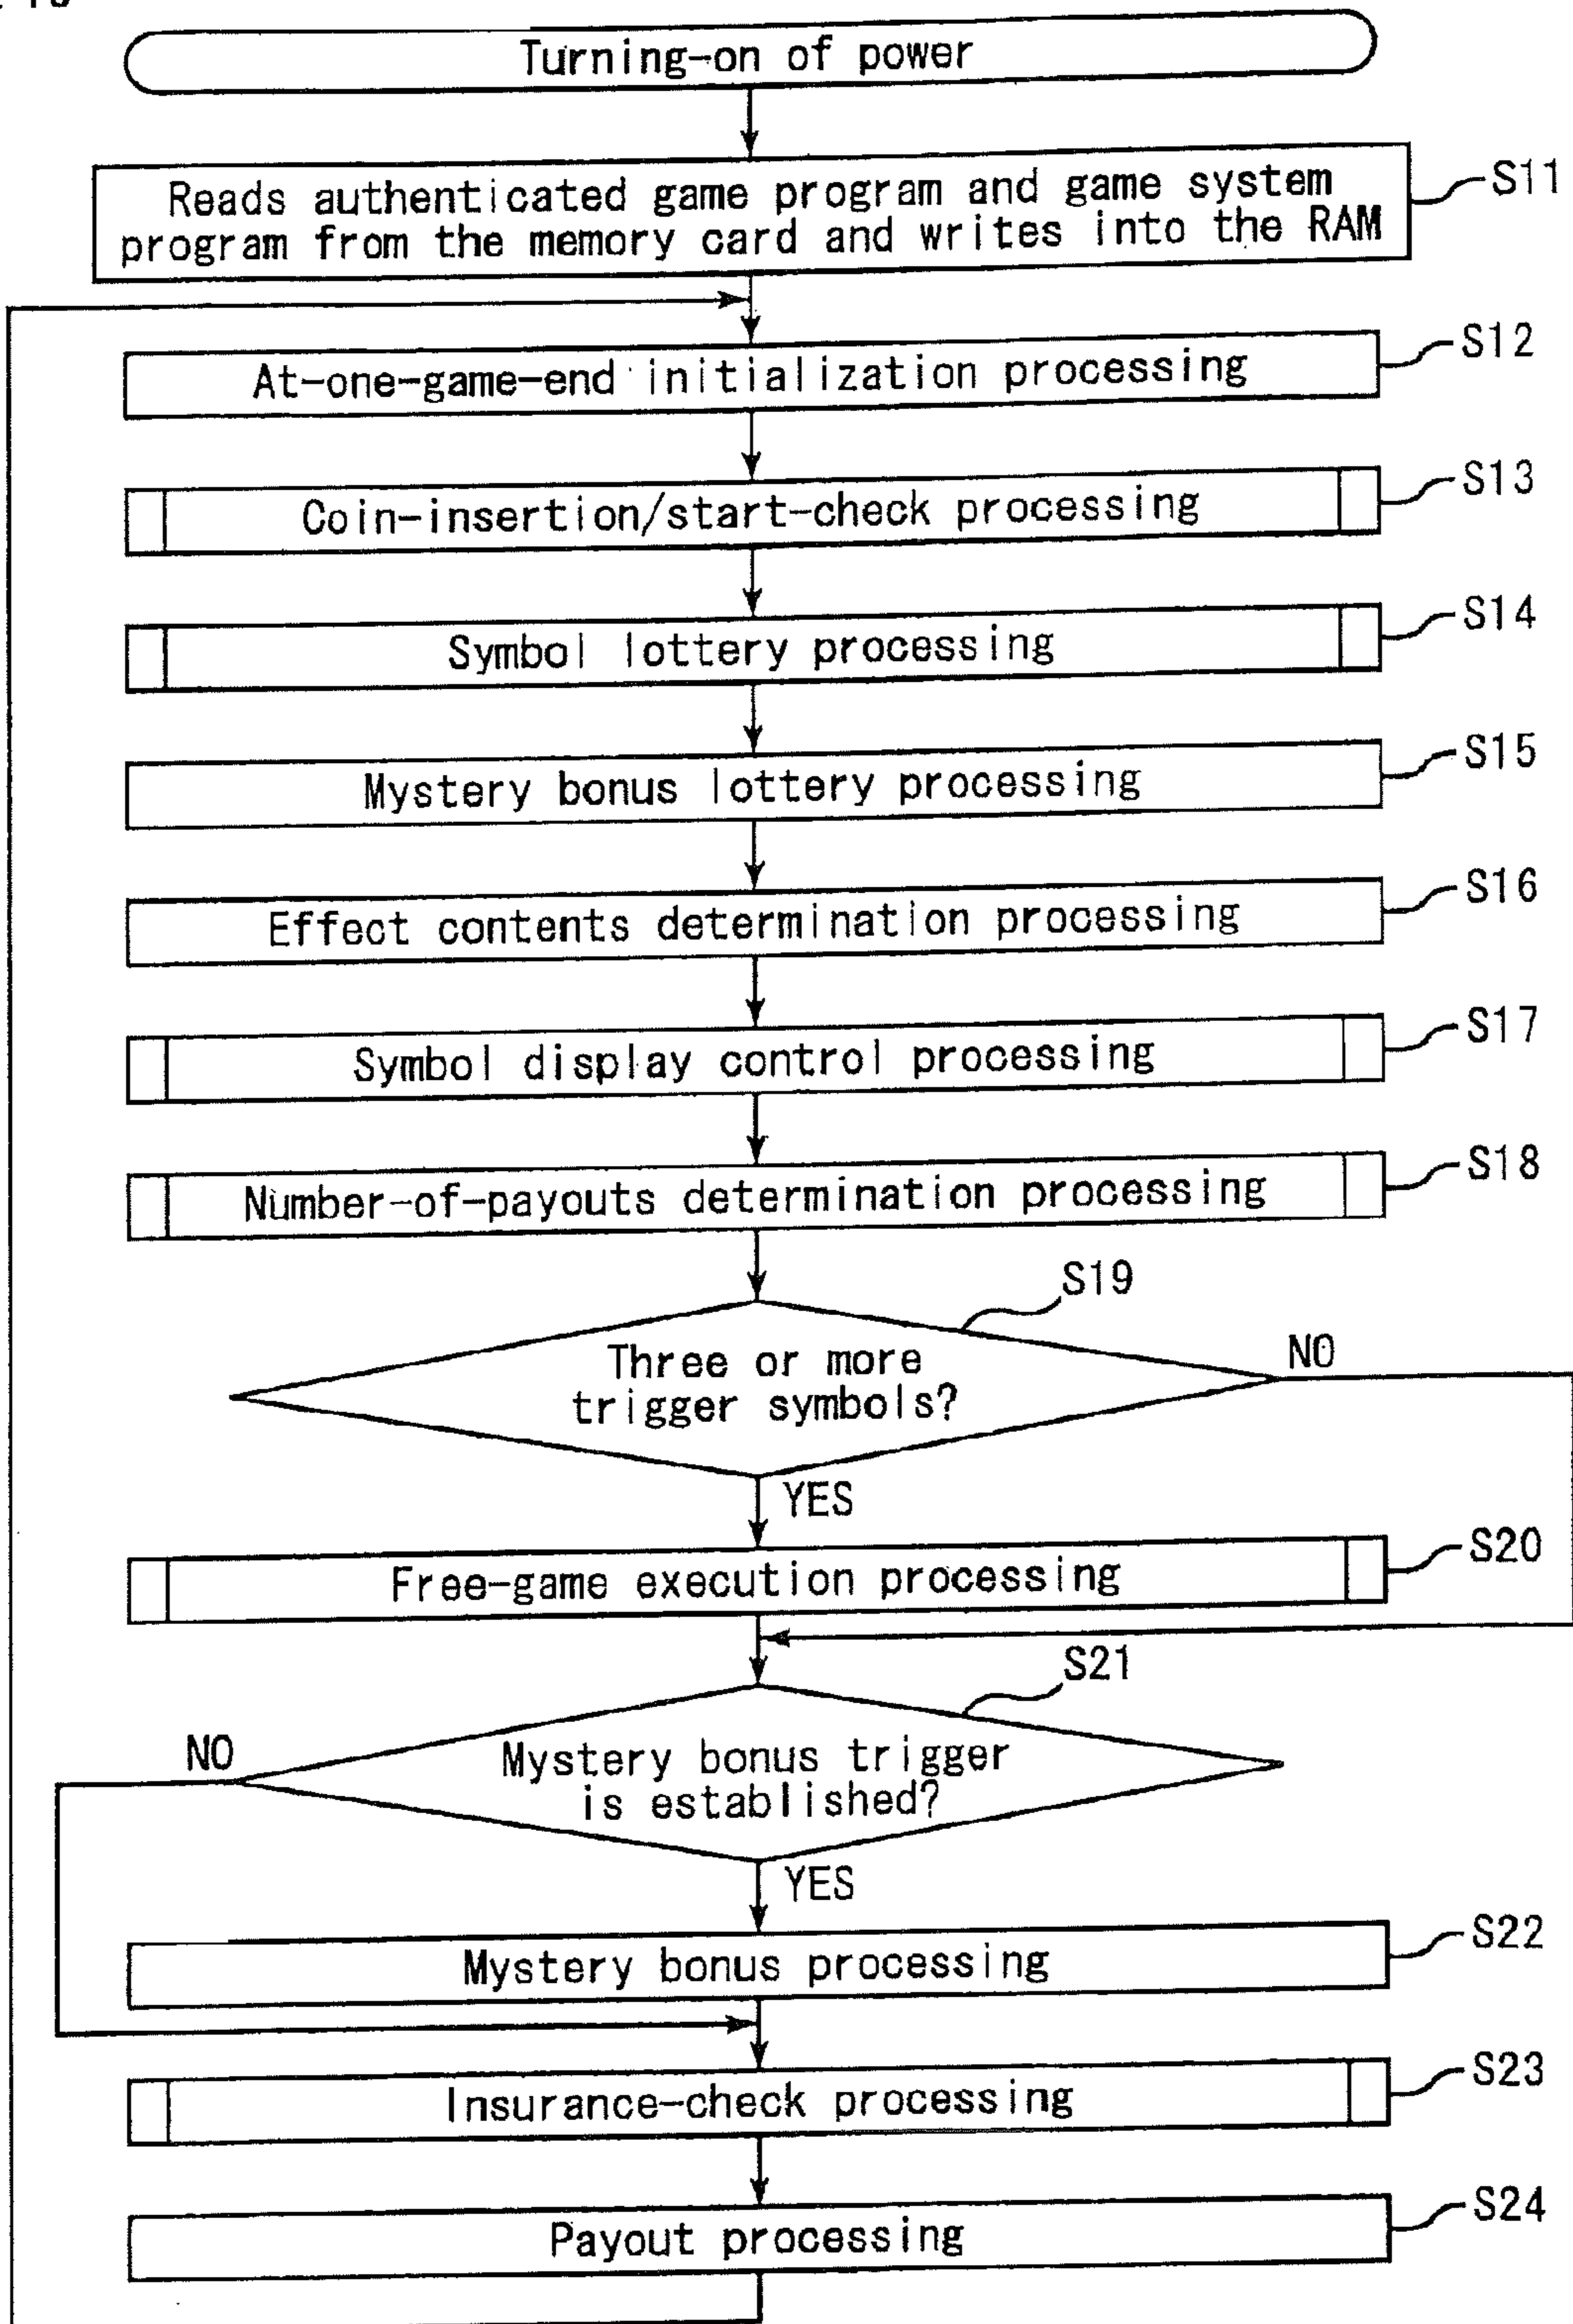 Turning-on of power
S11
Reads authenticated game program and game system
program from the memory card and writes into the RAM
S12
At-one-game-end initialization processing
S13
Coin-insertion/start-check processing
S14
Symbol lottery processing
S15
Mystery bonus lottery processing
S16
Effect contents determination processing
S17
Symbol display control processing
S18
Number-of-payouts determination processing
S19
Three or more
trigger symbols?
NO
YES
S20
Free-game execution processing
S21
NO
Mystery bonus trigger
is established?
YES
S22
Mystery bonus processing
S23
Insurance-check processing
S24
Payout processing